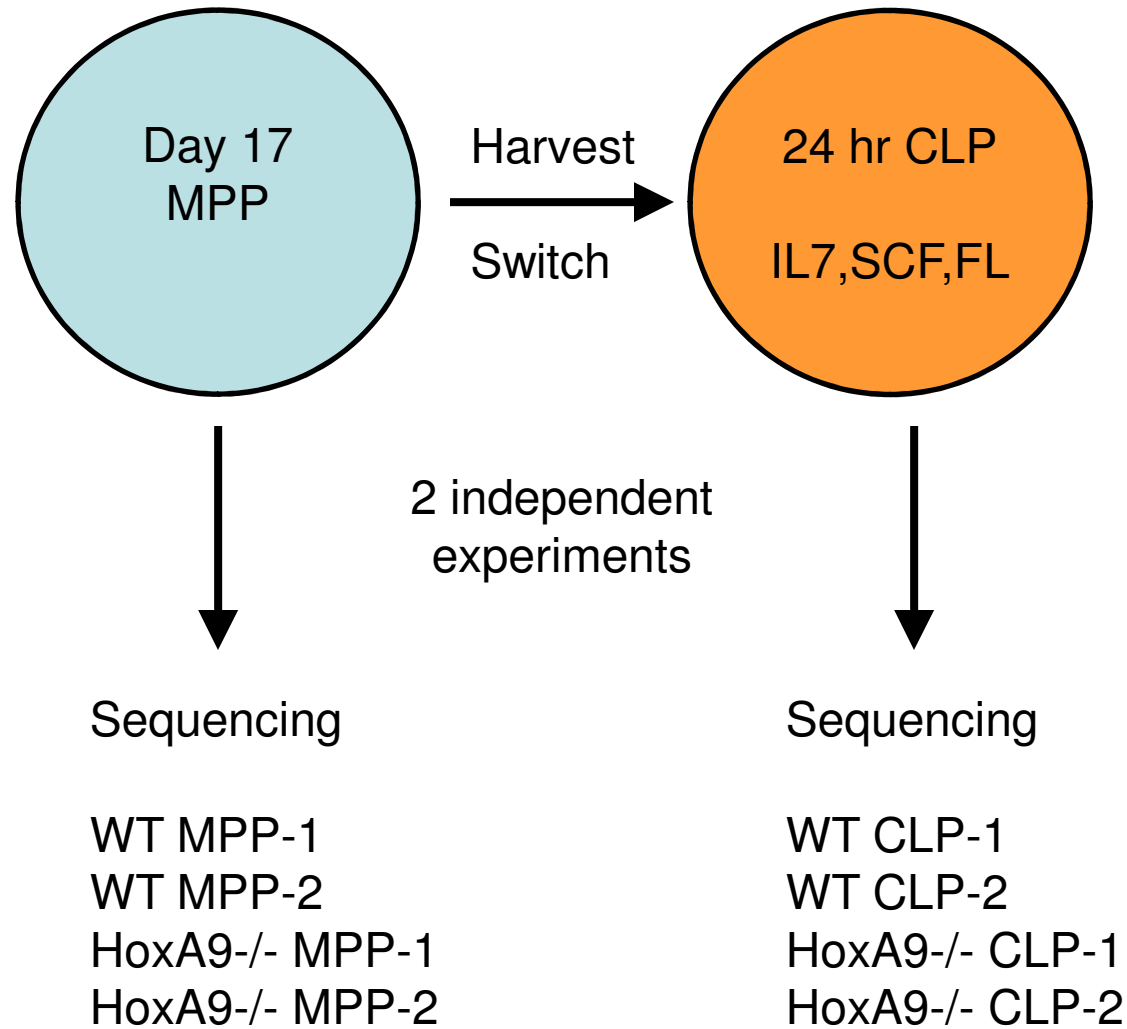 Day 17
MPP
Harvest
Switch
24 hr CLP
IL7,SCF,FL
2 independent
experiments
Sequencing
WT MPP-1
WT MPP-2
HoxA9-/- MPP-1
HoxA9-/- MPP-2
Sequencing
WT CLP-1
WT CLP-2
HoxA9-/- CLP-1
HoxA9-/- CLP-2